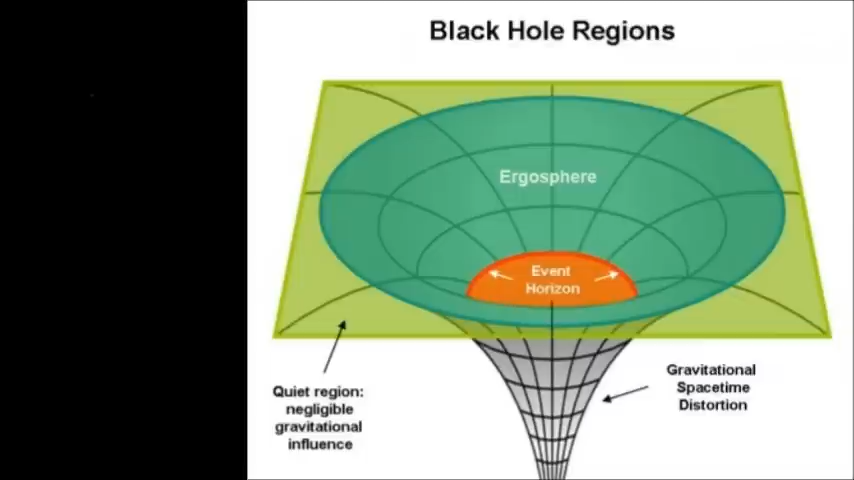 Black Hole Regions
Ergosphere
Event
Horizon
Quiet region:
negligible
gravitational
influence
Gravitational
Spacetime
Distortion